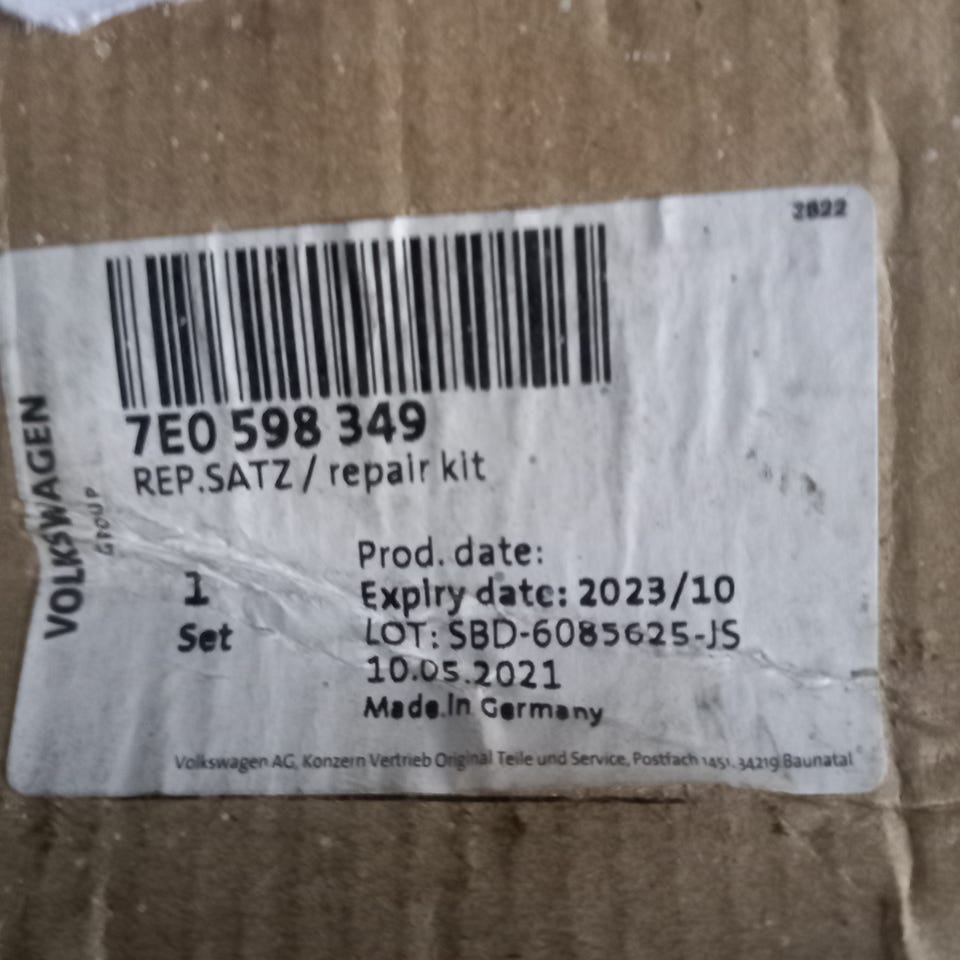 2822
7E0 598 349
REP.SATZ / repair kit
VOLKSWAGEN
GROUP
1
Set
Prod. date:
Expiry date: 2023/10
LOT: SBD-6085625-JS
10.05.2021
Made.In Germany
Volkswagen AG, Konzern Vertrieb Original Teile und Service, Postfach 1451, 34219 Baunatal